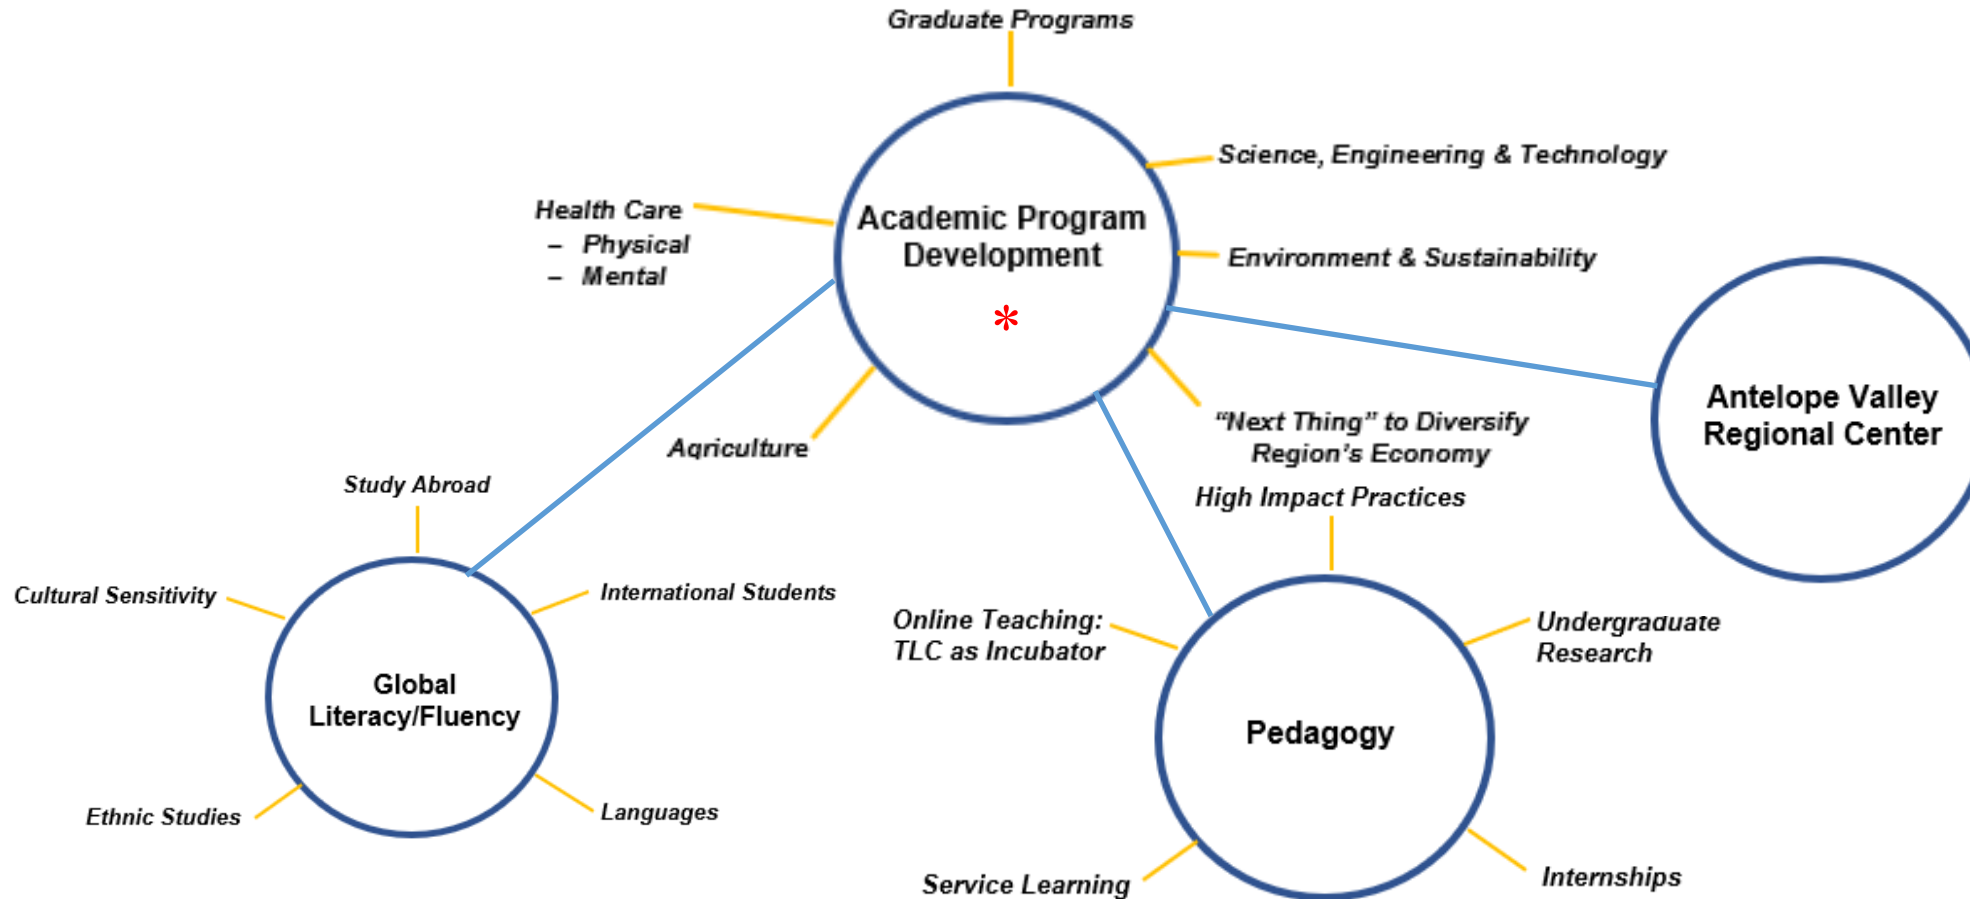 Graduate Programs
Science, Engineering & Technology
Health Care
– Physical
– Mental
Academic Program
Development
*
Environment & Sustainability
Antelope Valley
Regional Center
"Next Thing" to Diversify
Region's Economy
Agriculture
Study Abroad
High Impact Practices
Cultural Sensitivity
International Students
Online Teaching:
TLC as Incubator
Undergraduate
Research
Global
Literacy/Fluency
Pedagogy
Ethnic Studies
Languages
Service Learning
Internships